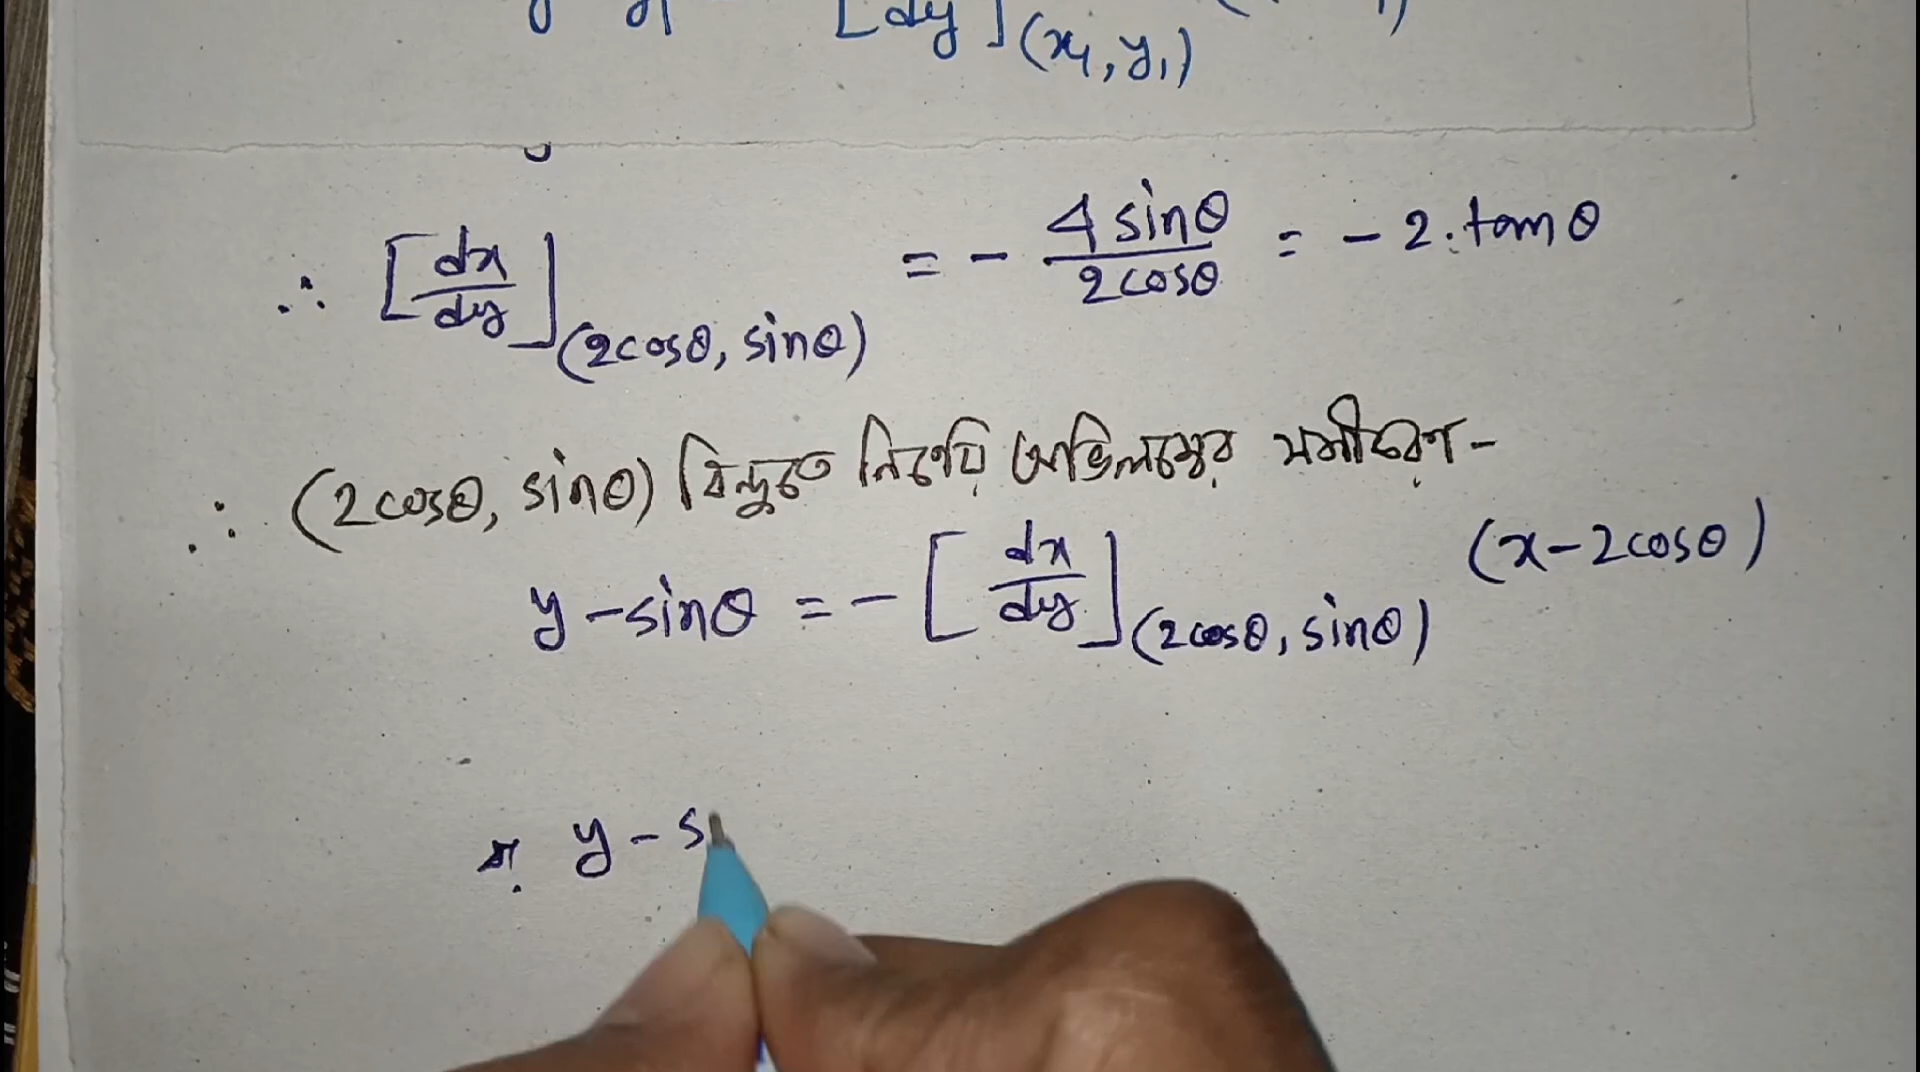 [dy](x₁, y₁)
∴ [dx/dy](2cosθ, sinθ) = - 4sinθ/2cosθ = - 2.tanθ
∴ (2cosθ, sinθ) বিন্দুতে নির্ণেয় অভিলম্বের সমীকরণ-
y - sinθ = - [dx/dy](2cosθ, sinθ) (x - 2cosθ)
বা, y - s